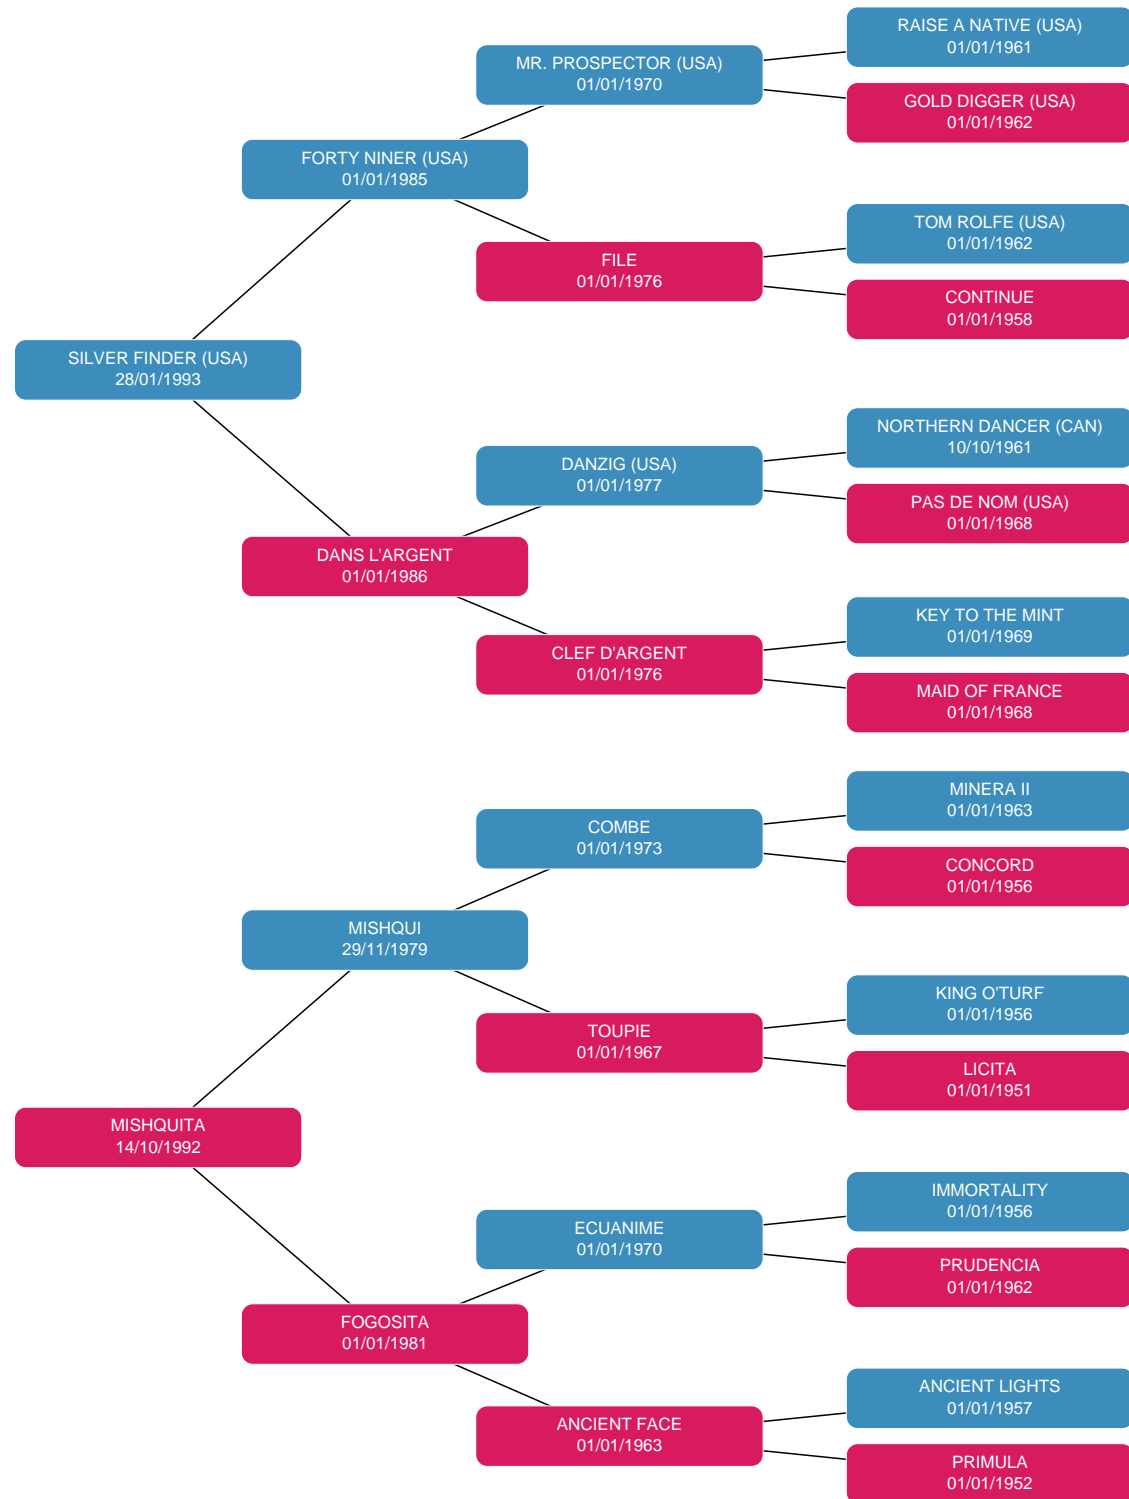 RAISE A NATIVE (USA)
01/01/1961
MR. PROSPECTOR (USA)
01/01/1970
GOLD DIGGER (USA)
01/01/1962
FORTY NINER (USA)
01/01/1985
TOM ROLFE (USA)
01/01/1962
FILE
01/01/1976
CONTINUE
01/01/1958
SILVER FINDER (USA)
28/01/1993
NORTHERN DANCER (CAN)
10/10/1961
DANZIG (USA)
01/01/1977
PAS DE NOM (USA)
01/01/1968
DANS L'ARGENT
01/01/1986
KEY TO THE MINT
01/01/1969
CLEF D'ARGENT
01/01/1976
MAID OF FRANCE
01/01/1968
MINERA II
01/01/1963
COMBE
01/01/1973
CONCORD
01/01/1956
MISHQUI
29/11/1979
KING O'TURF
01/01/1956
TOUPIE
01/01/1967
LICITA
01/01/1951
MISHQUITA
14/10/1992
IMMORTALITY
01/01/1956
ECUANIME
01/01/1970
PRUDENCIA
01/01/1962
FOGOSITA
01/01/1981
ANCIENT LIGHTS
01/01/1957
ANCIENT FACE
01/01/1963
PRIMULA
01/01/1952